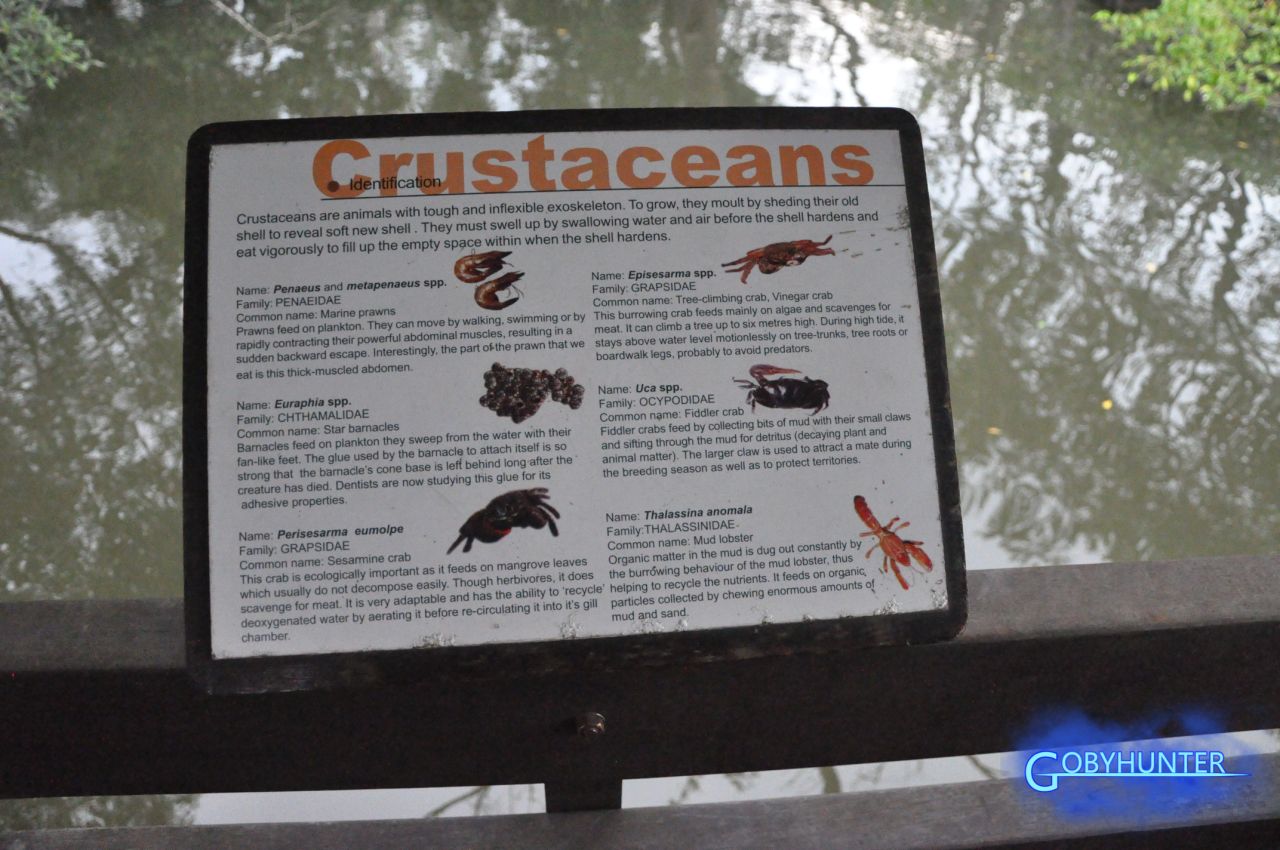 Crustaceans
Identification
Crustaceans are animals with tough and inflexible exoskeleton. To grow, they moult by sheding their old
shell to reveal soft new shell . They must swell up by swallowing water and air before the shell hardens and
eat vigorously to fill up the empty space within when the shell hardens.
Name: Penaeus and metapenaeus spp.
Family: PENAEIDAE
Common name: Marine prawns
Prawns feed on plankton. They can move by walking, swimming or by
rapidly contracting their powerful abdominal muscles, resulting in a
sudden backward escape. Interestingly, the part of the prawn that we
eat is this thick-muscled abdomen.
Name: Euraphia spp.
Family: CHTHAMALIDAE
Common name: Star barnacles
Barnacles feed on plankton they sweep from the water with their
fan-like feet. The glue used by the barnacle to attach itself is so
strong that the barnacle's cone base is left behind long after the
creature has died. Dentists are now studying this glue for its
adhesive properties.
Name: Perisesarma eumolpe
Family: GRAPSIDAE
Common name: Sesarmine crab
This crab is ecologically important as it feeds on mangrove leaves
which usually do not decompose easily. Though herbivores, it does
scavenge for meat. It is very adaptable and has the ability to 'recycle'
deoxygenated water by aerating it before re-circulating it into it's gill
chamber.
Name: Episesarma spp.
Family: GRAPSIDAE
Common name: Tree-climbing crab, Vinegar crab
This burrowing crab feeds mainly on algae and scavenges for
meat. It can climb a tree up to six metres high. During high tide, it
stays above water level motionlessly on tree-trunks, tree roots or
boardwalk legs, probably to avoid predators.
Name: Uca spp.
Family: OCYPODIDAE
Common name: Fiddler crab
Fiddler crabs feed by collecting bits of mud with their small claws
and sifting through the mud for detritus (decaying plant and
animal matter). The larger claw is used to attract a mate during
the breeding season as well as to protect territories.
Name: Thalassina anomala
Family:THALASSINIDAE
Common name: Mud lobster
Organic matter in the mud is dug out constantly by
the burrowing behaviour of the mud lobster, thus
helping to recycle the nutrients. It feeds on organic
particles collected by chewing enormous amounts of
mud and sand.
GOBYHUNTER